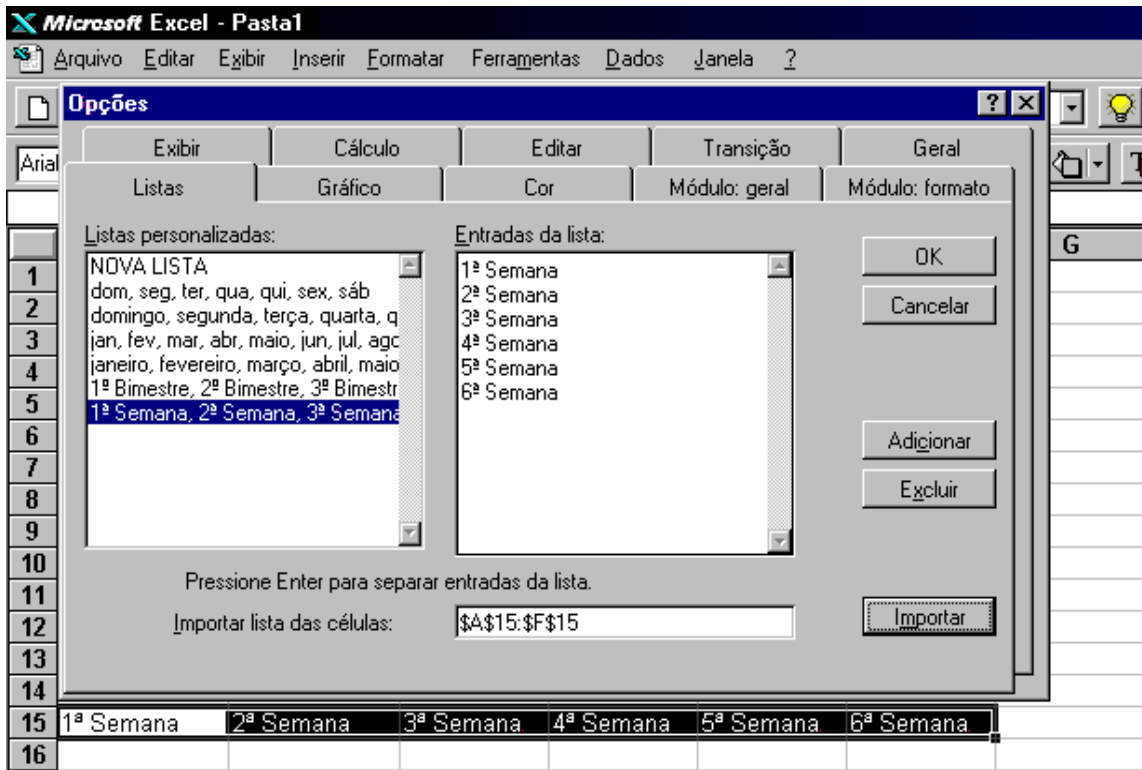 Microsoft Excel - Pasta1
Arquivo Editar Exibir Inserir Formatar Ferramentas Dados Janela ?
Opções ? X
Arial
Exibir Cálculo Editar Transição Geral
Listas Gráfico Cor Módulo: geral Módulo: formato
Listas personalizadas:
NOVA LISTA
dom, seg, ter, qua, qui, sex, sáb
domingo, segunda, terça, quarta, q
jan, fev, mar, abr, maio, jun, jul, ago
janeiro, fevereiro, março, abril, maio
1º Bimestre, 2º Bimestre, 3º Bimestr
1ª Semana, 2ª Semana, 3ª Semana
Entradas da lista:
1ª Semana
2ª Semana
3ª Semana
4ª Semana
5ª Semana
6ª Semana
OK
Cancelar
Adicionar
Excluir
Pressione Enter para separar entradas da lista.
Importar lista das células: $A$15:$F$15 Importar
G
1
2
3
4
5
6
7
8
9
10
11
12
13
14
15 1ª Semana 2ª Semana 3ª Semana 4ª Semana 5ª Semana 6ª Semana
16